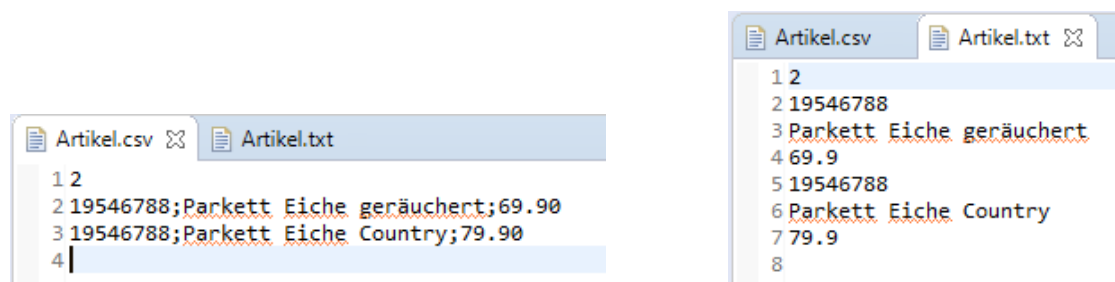 Artikel.csv Artikel.txt
1 2
2 19546788;Parkett Eiche geräuchert;69.90
3 19546788;Parkett Eiche Country;79.90
4
Artikel.csv Artikel.txt
1 2
2 19546788
3 Parkett Eiche geräuchert
4 69.9
5 19546788
6 Parkett Eiche Country
7 79.9
8